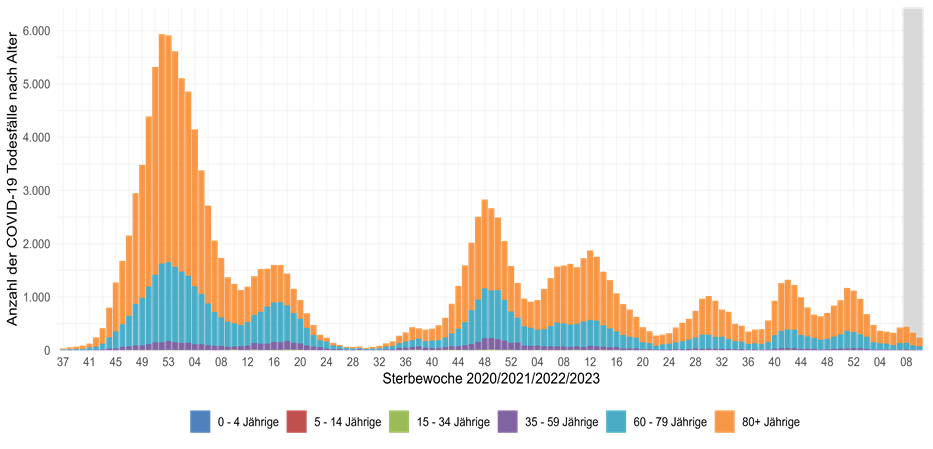 Anzahl der COVID-19 Todesfälle nach Alter
6.000
5.000
4.000
3.000
2.000
1.000
0
37 41 45 49 53 04 08 12 16 20 24 28 32 36 40 44 48 52 04 08 12 16 20 24 28 32 36 40 44 48 52 04 08
Sterbewoche 2020/2021/2022/2023
0 - 4 Jährige 5 - 14 Jährige 15 - 34 Jährige 35 - 59 Jährige 60 - 79 Jährige 80+ Jährige